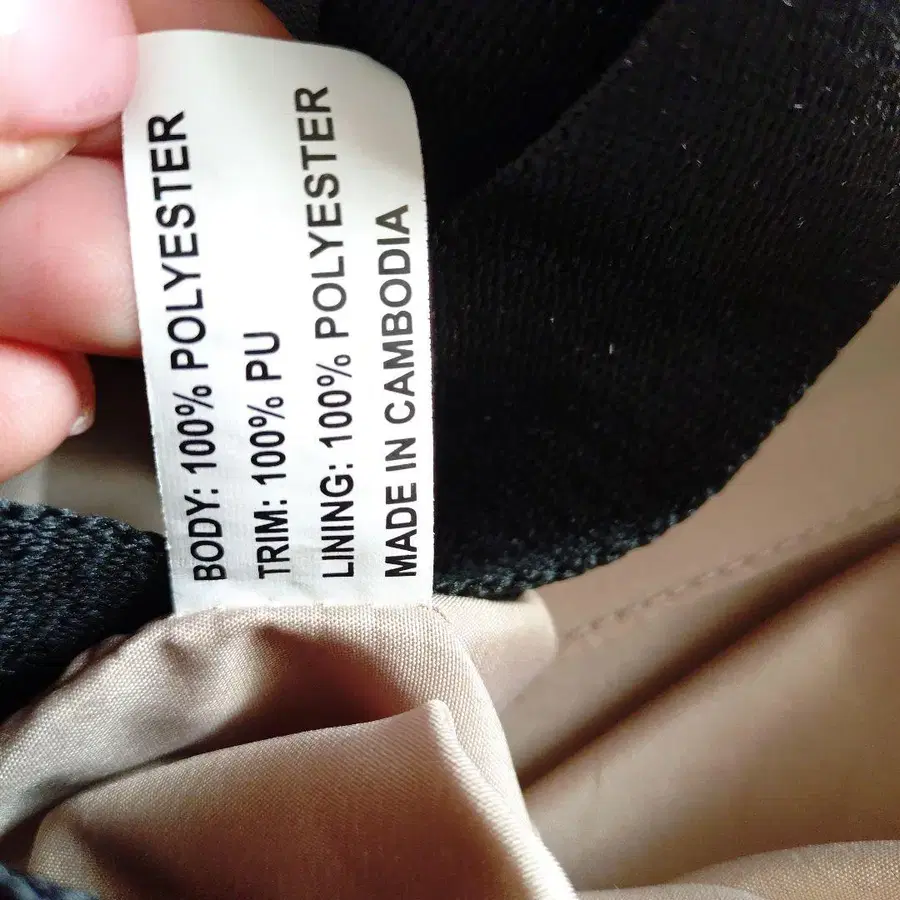 BODY: 100% POLYESTER
TRIM: 100% PU
LINING: 100% POLYESTER
MADE IN CAMBODIA